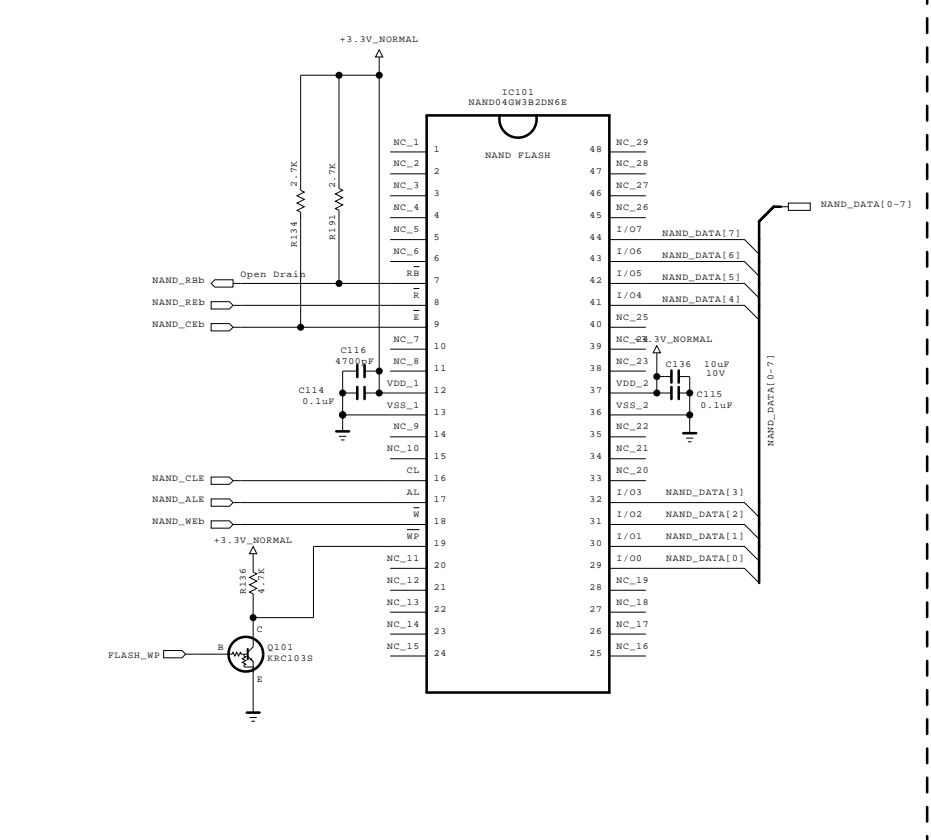 +3.3V_NORMAL
IC101
NAND04GW3B2DN6E
NAND FLASH
2.7K
R134
2.7K
R191
NC_1
1
NC_2
2
NC_3
3
NC_4
4
NC_5
5
NC_6
6
NAND_RBb
Open Drain
RB
7
NAND_REb
R
8
NAND_CEb
E
9
NC_7
10
NC_8
11
C116
4700pF
C114
0.1uF
VDD_1
12
VSS_1
13
NC_9
14
NC_10
15
NAND_CLE
CL
16
NAND_ALE
AL
17
NAND_WEb
W
18
WP
19
NC_11
20
NC_12
21
NC_13
22
NC_14
23
NC_15
24
+3.3V_NORMAL
R136
4.7K
C
B
E
Q101
KRC103S
FLASH_WP
48
NC_29
47
NC_28
46
NC_27
45
NC_26
44
I/O7
NAND_DATA[7]
43
I/O6
NAND_DATA[6]
42
I/O5
NAND_DATA[5]
41
I/O4
NAND_DATA[4]
40
NC_25
39
NC_24
+3.3V_NORMAL
38
NC_23
C136
10uF
10V
37
VDD_2
C115
0.1uF
36
VSS_2
35
NC_22
34
NC_21
33
NC_20
32
I/O3
NAND_DATA[3]
31
I/O2
NAND_DATA[2]
30
I/O1
NAND_DATA[1]
29
I/O0
NAND_DATA[0]
28
NC_19
27
NC_18
26
NC_17
25
NC_16
NAND_DATA[0-7]
NAND_DATA[0-7]